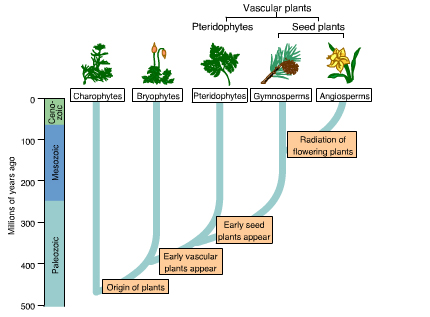 Vascular plants
Pteridophytes
Seed plants
Charophytes
Bryophytes
Pteridophytes
Gymnosperms
Angiosperms
0
100
200
300
400
500
Millions of years ago
Ceno-
zoic
Mesozoic
Paleozoic
Radiation of
flowering plants
Early seed
plants appear
Early vascular
plants appear
Origin of plants